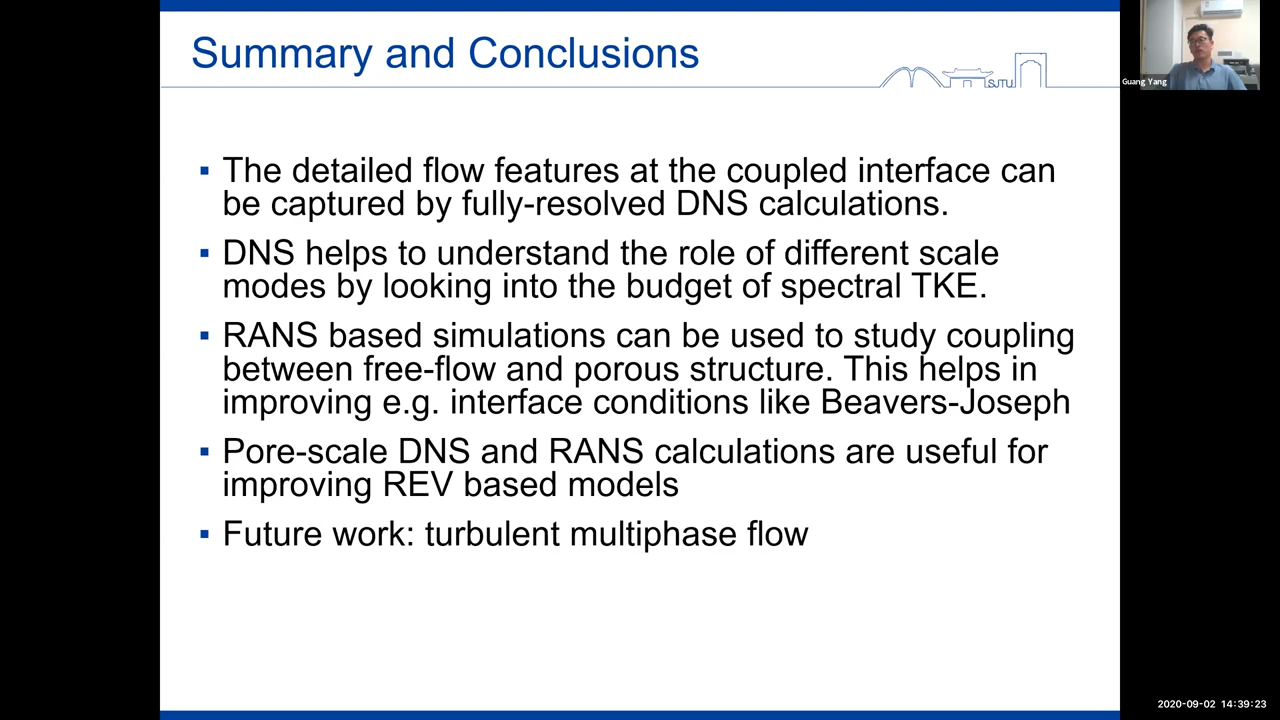 Summary and Conclusions
SJTU
Guang Yang
▪ The detailed flow features at the coupled interface can
be captured by fully-resolved DNS calculations.
▪ DNS helps to understand the role of different scale
modes by looking into the budget of spectral TKE.
▪ RANS based simulations can be used to study coupling
between free-flow and porous structure. This helps in
improving e.g. interface conditions like Beavers-Joseph
▪ Pore-scale DNS and RANS calculations are useful for
improving REV based models
▪ Future work: turbulent multiphase flow
2020-09-02 14:39:23